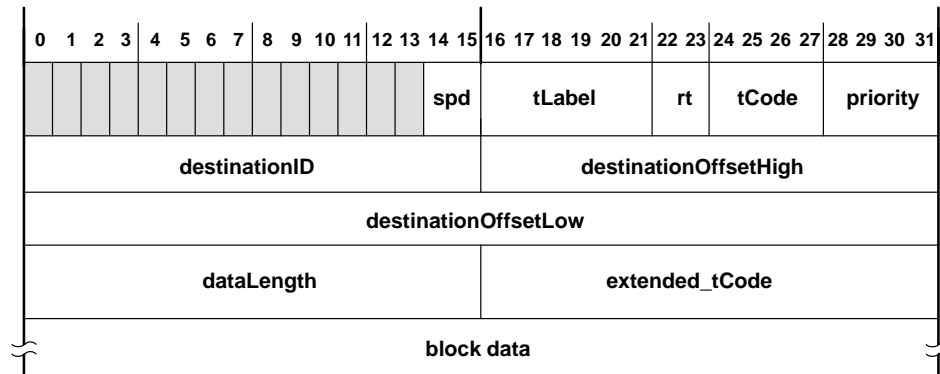 0 1 2 3 4 5 6 7 8 9 10 11 12 13 14 15 16 17 18 19 20 21 22 23 24 25 26 27 28 29 30 31
spd tLabel rt tCode priority
destinationID destinationOffsetHigh
destinationOffsetLow
dataLength extended_tCode
block data